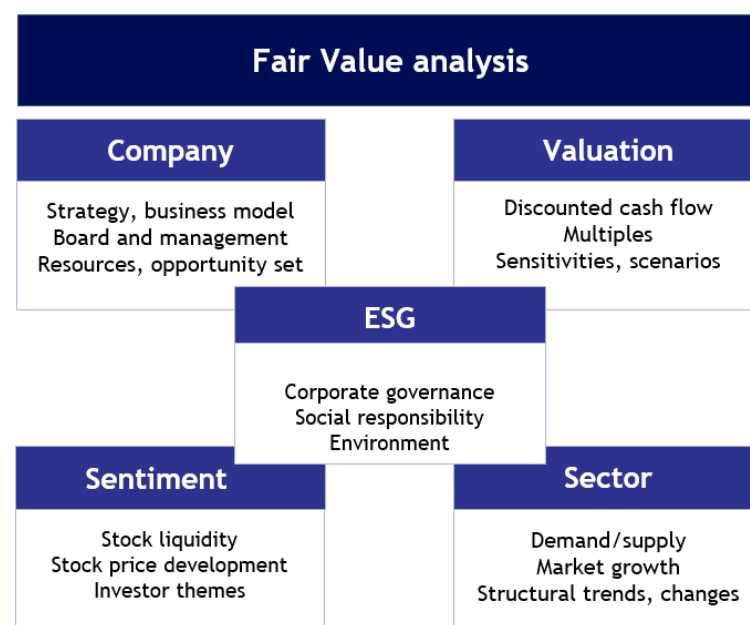 Fair Value analysis
Company
Strategy, business model
Board and management
Resources, opportunity set
Valuation
Discounted cash flow
Multiples
Sensitivities, scenarios
ESG
Corporate governance
Social responsibility
Environment
Sentiment
Stock liquidity
Stock price development
Investor themes
Sector
Demand/supply
Market growth
Structural trends, changes